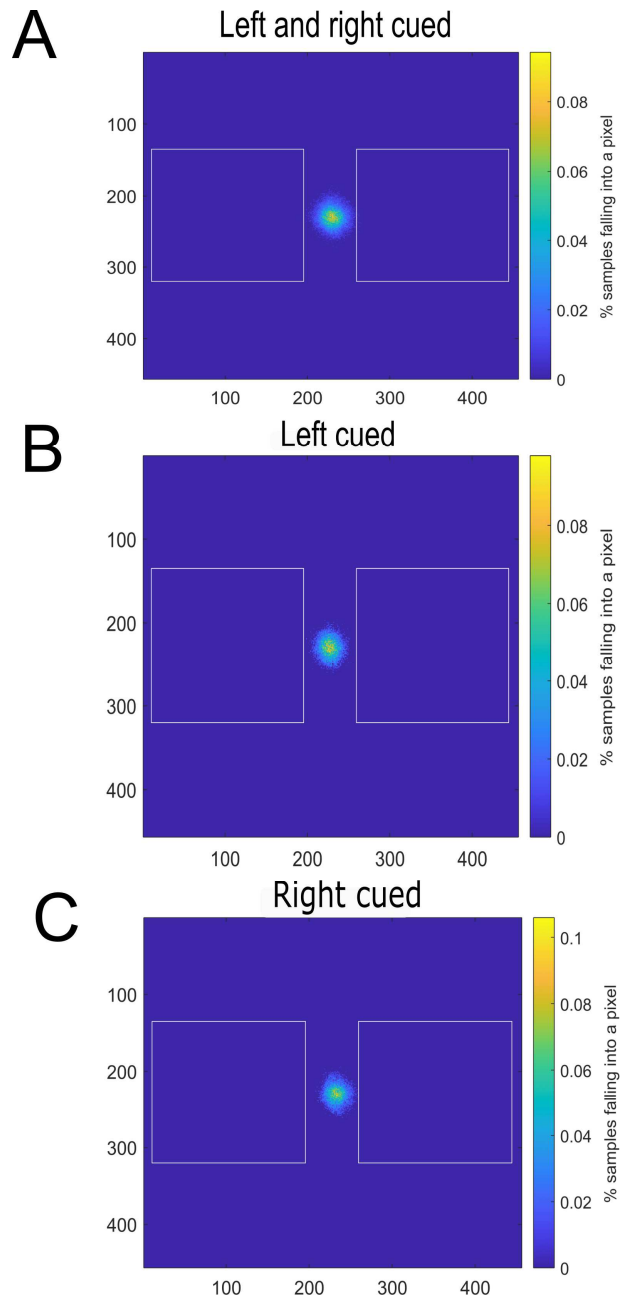 A
Left and right cued
100
200
300
400
100 200 300 400
0.08
0.06
0.04
0.02
0
% samples falling into a pixel
B
Left cued
100
200
300
400
100 200 300 400
0.08
0.06
0.04
0.02
0
% samples falling into a pixel
C
Right cued
100
200
300
400
100 200 300 400
0.1
0.08
0.06
0.04
0.02
0
% samples falling into a pixel